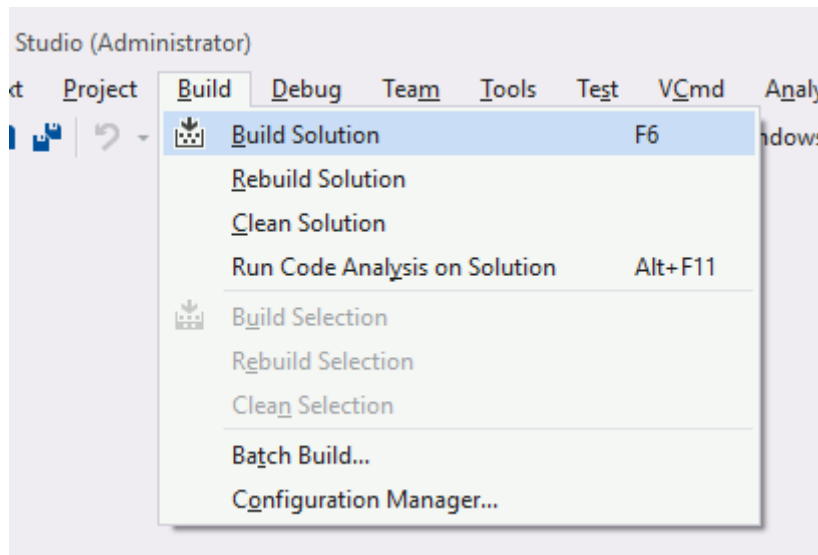 Studio (Administrator)
Project Build Debug Team Tools Test VCmd
Build Solution F6
Rebuild Solution
Clean Solution
Run Code Analysis on Solution Alt+F11
Build Selection
Rebuild Selection
Clean Selection
Batch Build...
Configuration Manager...